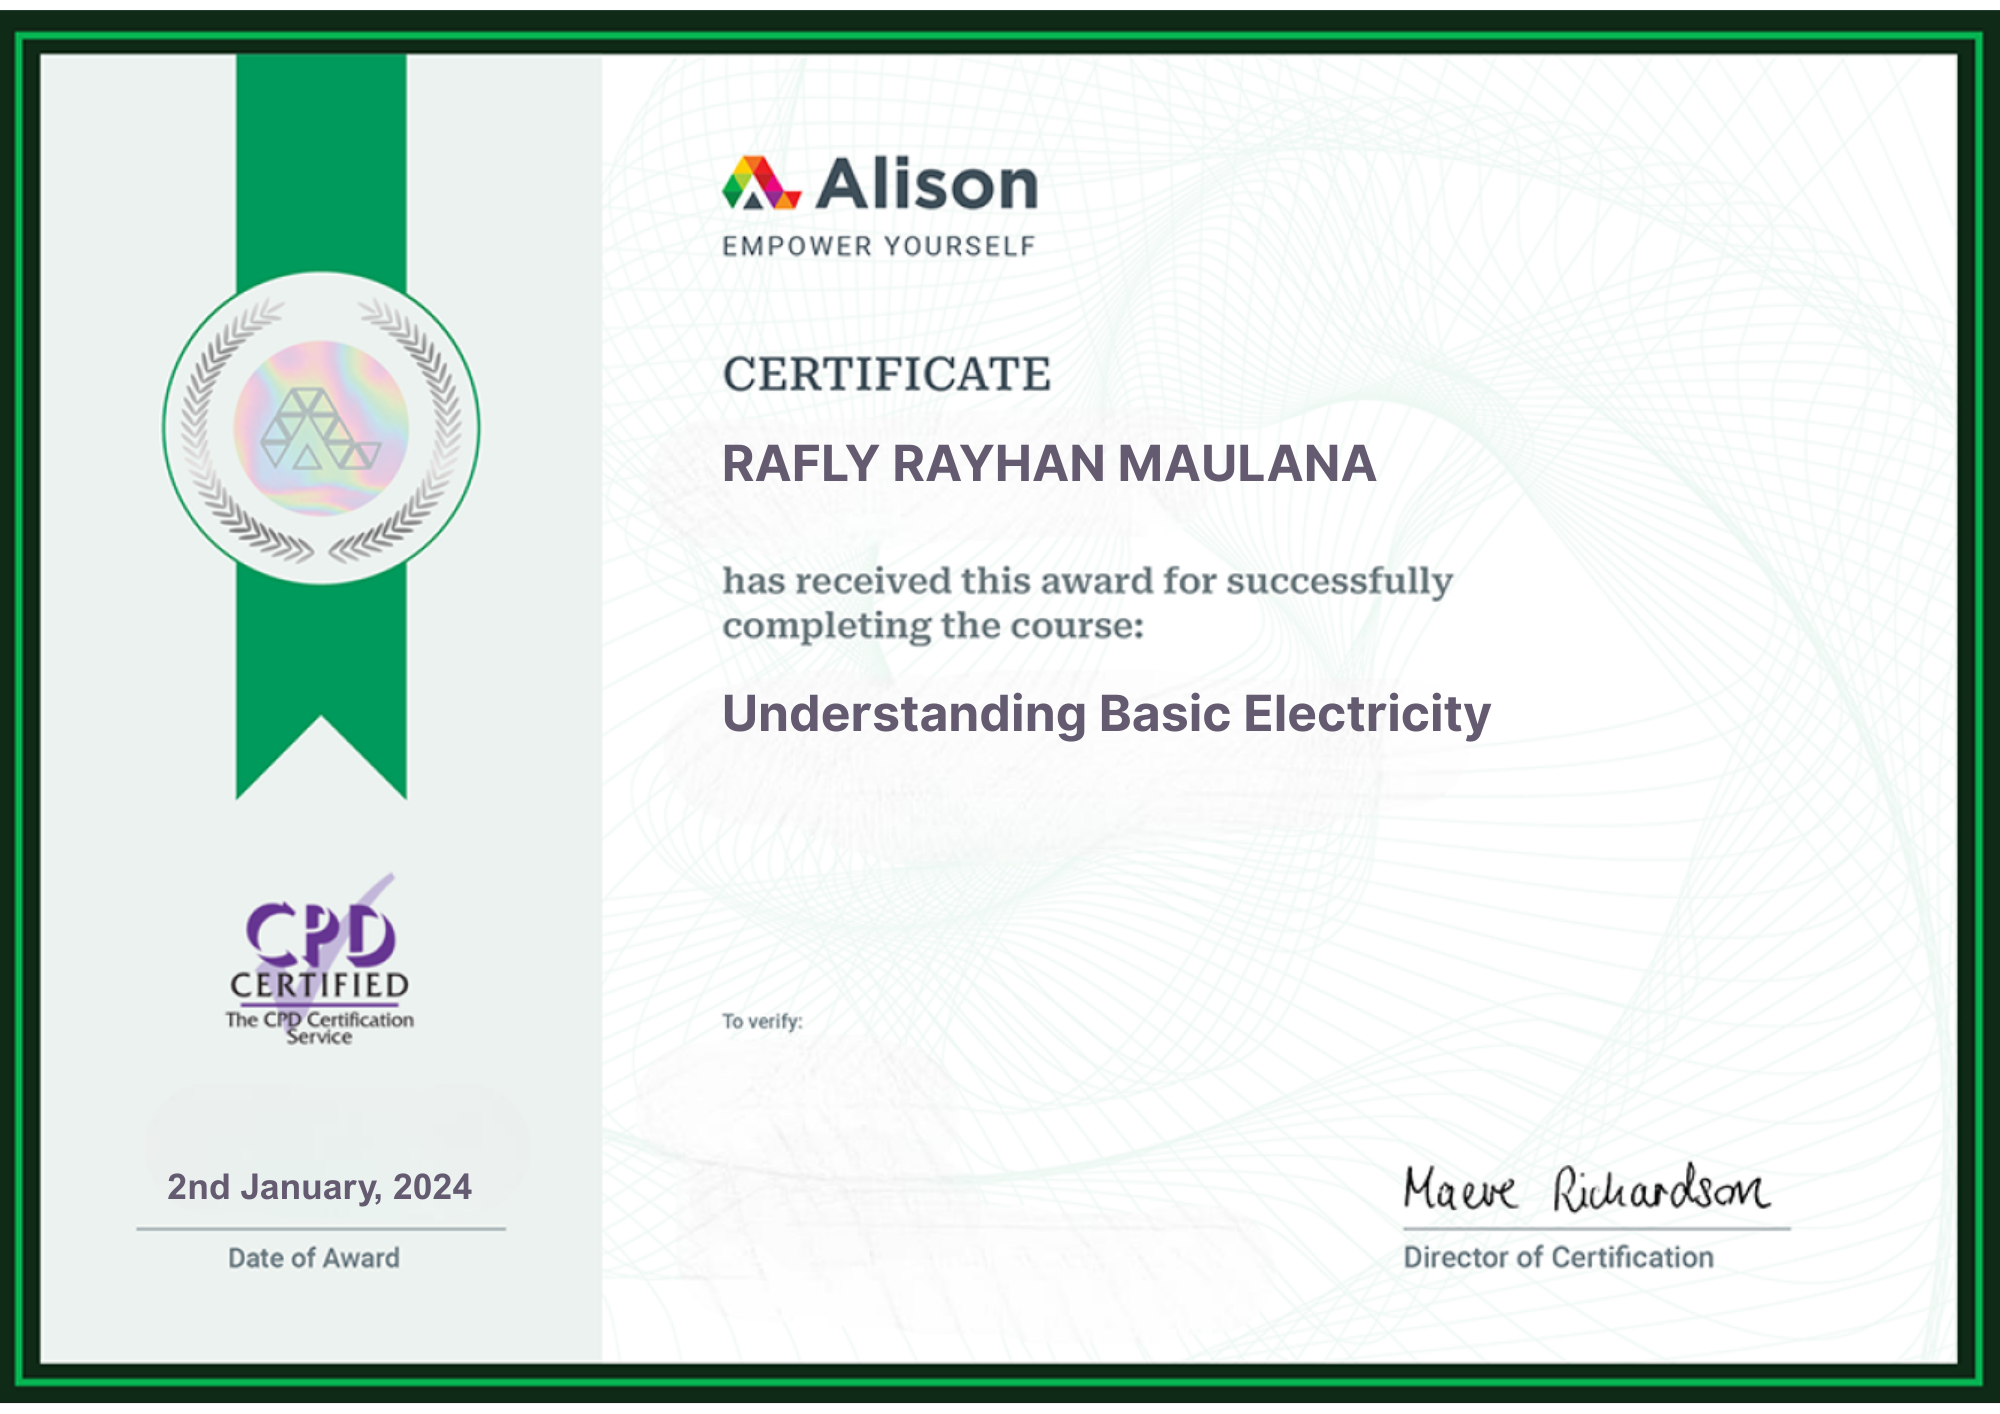 Alison
EMPOWER YOURSELF
CERTIFICATE
RAFLY RAYHAN MAULANA
has received this award for successfully
completing the course:
Understanding Basic Electricity
CPD
CERTIFIED
The CPD Certification
Service
To verify:
2nd January, 2024
Date of Award
Maeve Richardson
Director of Certification